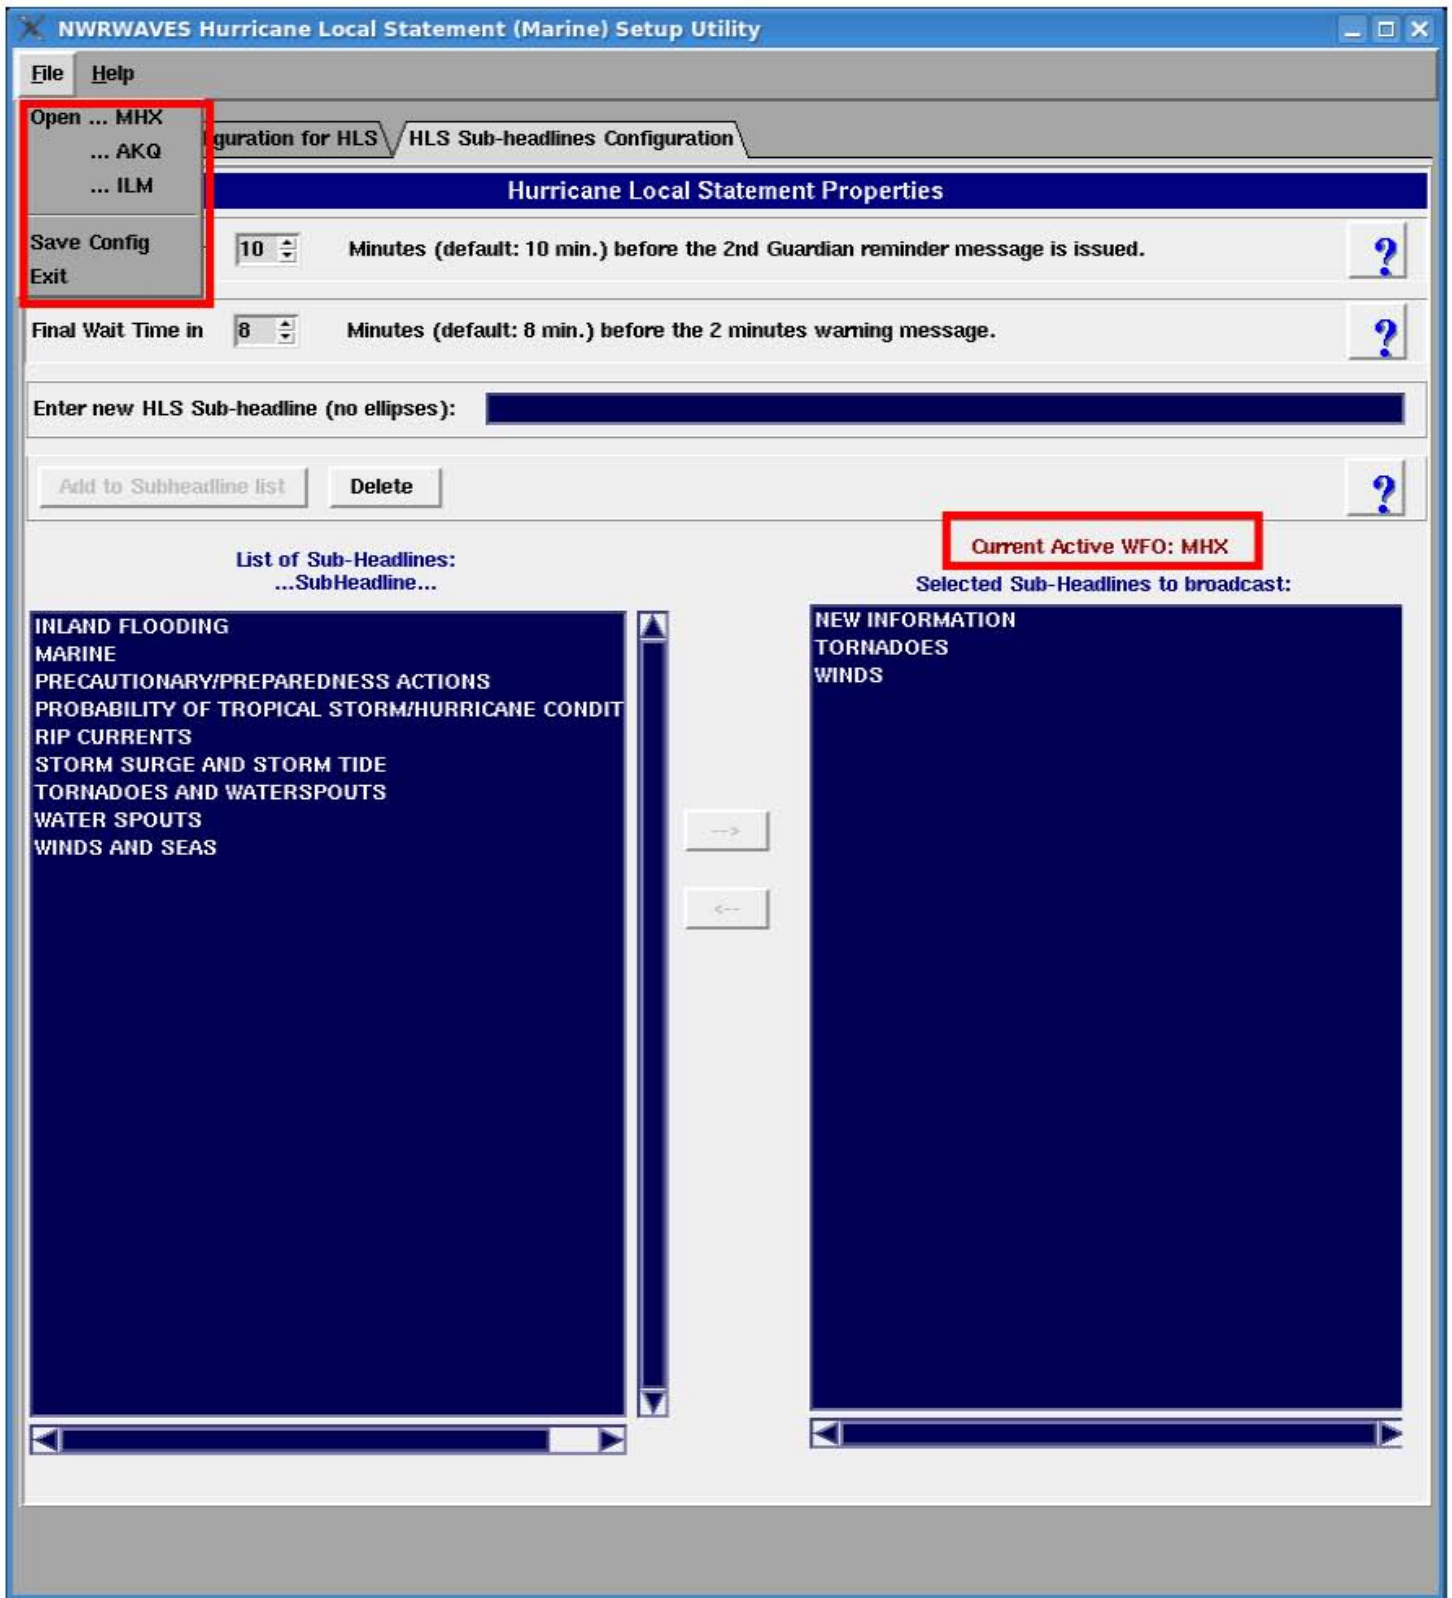 NWRWAVES Hurricane Local Statement (Marine) Setup Utility
File Help
Open ... MHX
... AKQ
... ILM
Save Config
Exit
guration for HLS
HLS Sub-headlines Configuration
Hurricane Local Statement Properties
10 Minutes (default: 10 min.) before the 2nd Guardian reminder message is issued. ?
Final Wait Time in 8 Minutes (default: 8 min.) before the 2 minutes warning message. ?
Enter new HLS Sub-headline (no ellipses):
Add to Subheadline list Delete ?
Current Active WFO: MHX
List of Sub-Headlines:
...SubHeadline...
Selected Sub-Headlines to broadcast:
INLAND FLOODING
MARINE
PRECAUTIONARY/PREPAREDNESS ACTIONS
PROBABILITY OF TROPICAL STORM/HURRICANE CONDIT
RIP CURRENTS
STORM SURGE AND STORM TIDE
TORNADOES AND WATERSPOUTS
WATER SPOUTS
WINDS AND SEAS
-->
<--
NEW INFORMATION
TORNADOES
WINDS